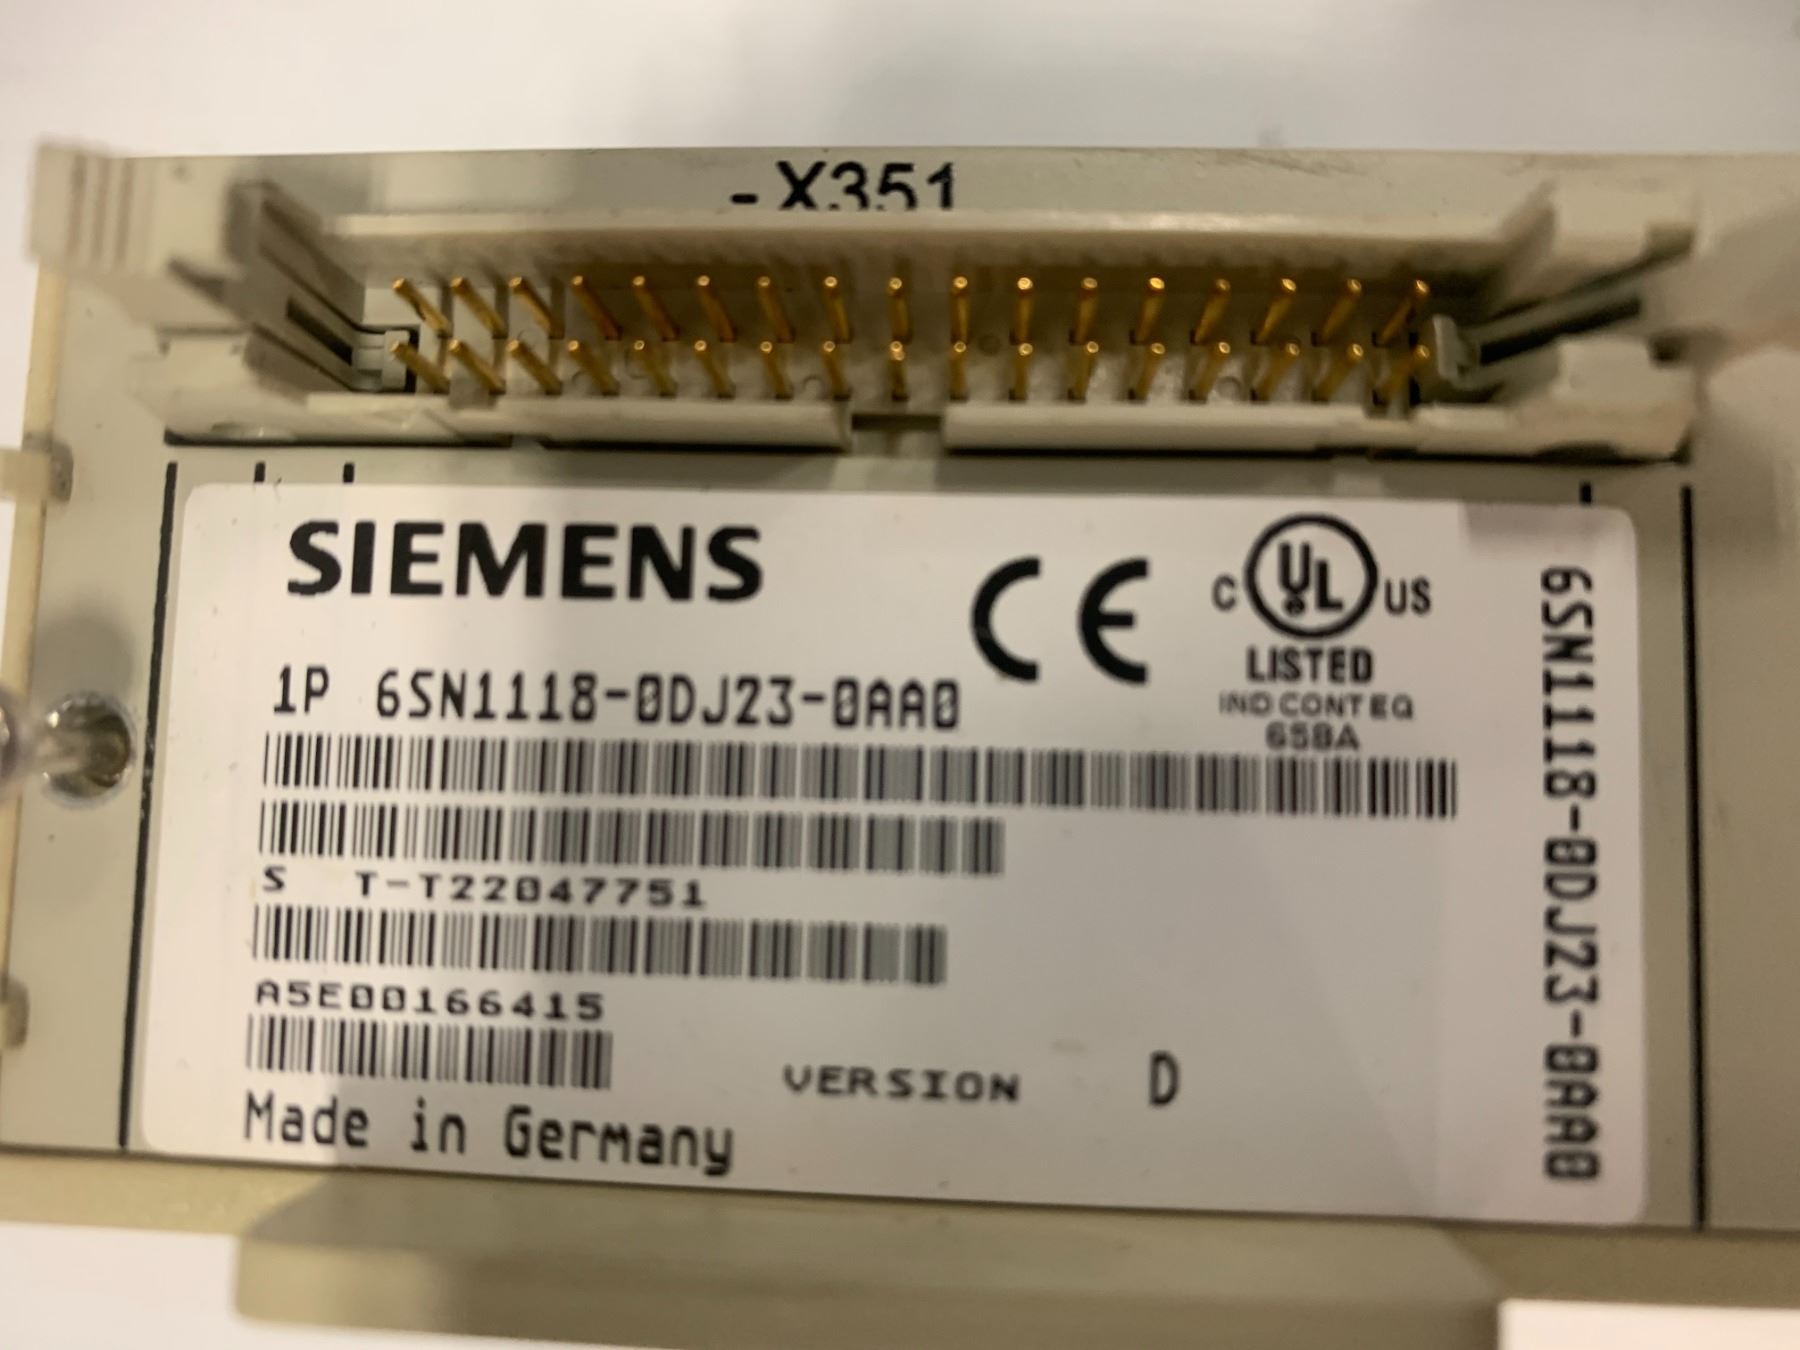 -X351
SIEMENS
CE
C UL US
LISTED
IND CONT EQ
658A
1P 6SN1118-0DJ23-0AA0
S T-T22047751
A5E00166415
VERSION D
Made in Germany
6SN1118-0DJ23-0AA0